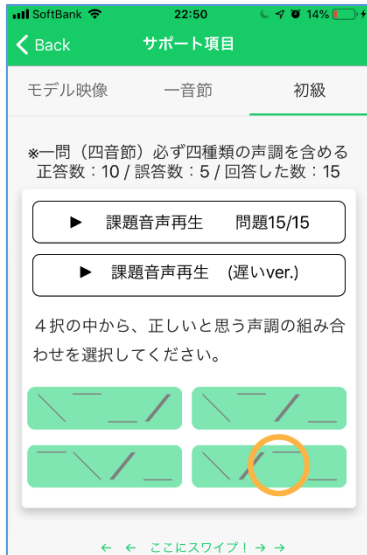 SoftBank 22:50 14%
Back サポート項目
モデル映像 一音節 初級
※一問（四音節）必ず四種類の声調を含める
正答数：10 / 誤答数：5 / 回答した数：15
▶ 課題音声再生 問題15/15
▶ 課題音声再生 (遅いver.)
４択の中から、正しいと思う声調の組み合
わせを選択してください。
← ← ここにスワイプ！→ →